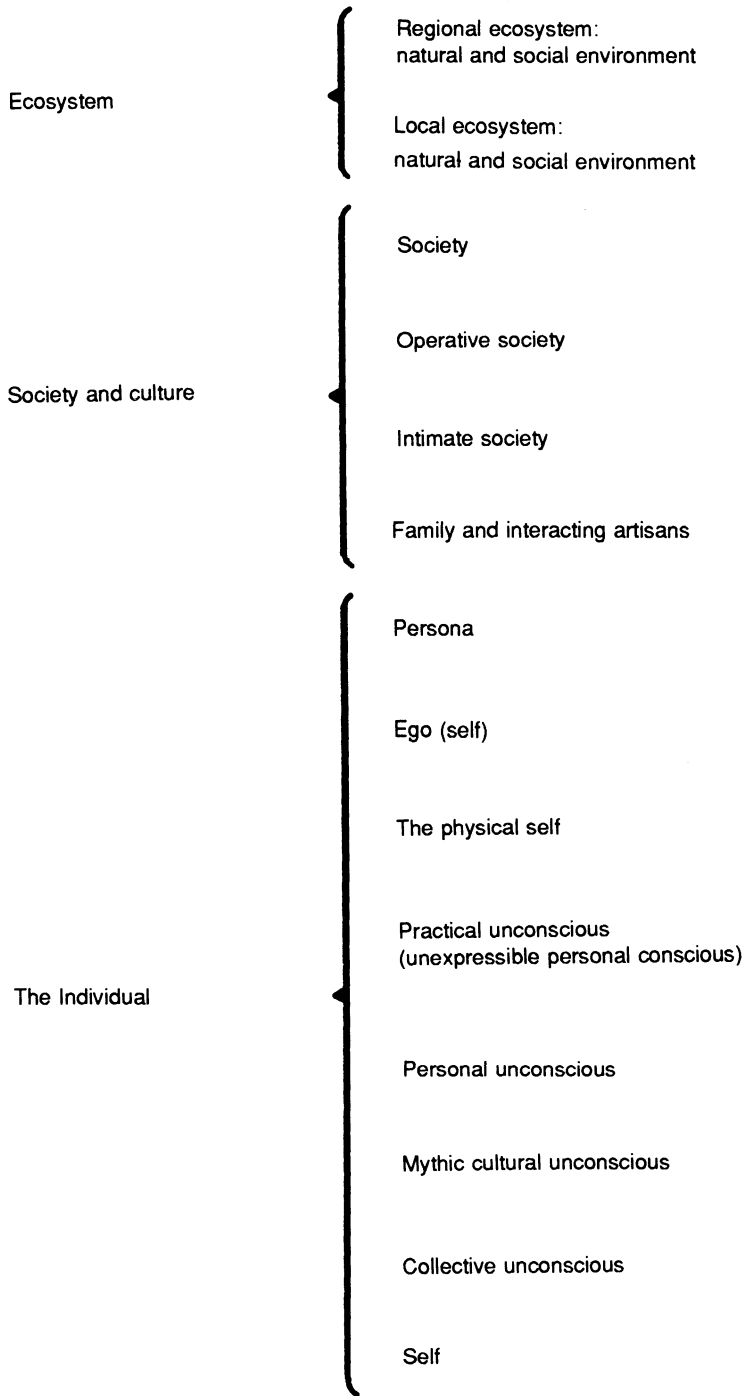 Regional ecosystem:
natural and social environment
Ecosystem
Local ecosystem:
natural and social environment
Society
Operative society
Society and culture
Intimate society
Family and interacting artisans
Persona
Ego (self)
The physical self
Practical unconscious
(unexpressible personal conscious)
The Individual
Personal unconscious
Mythic cultural unconscious
Collective unconscious
Self